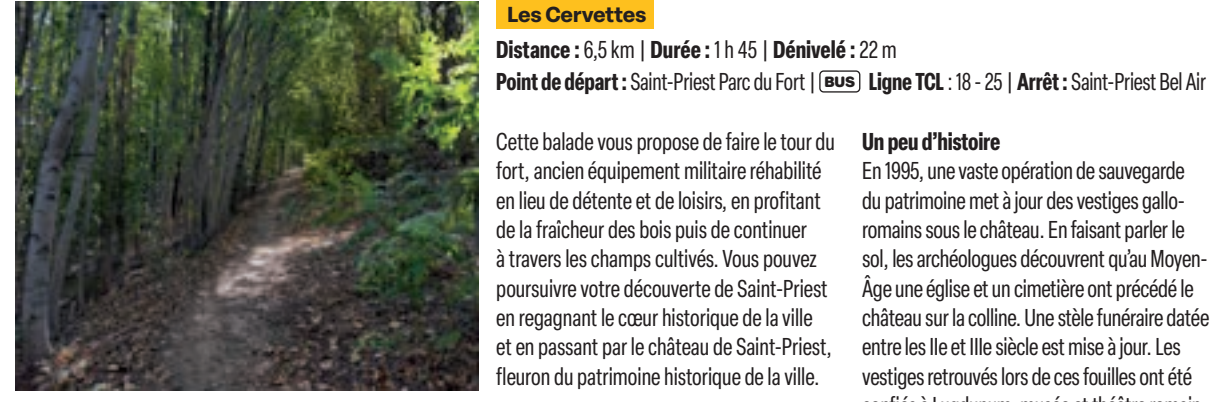 Les Cervettes
Distance : 6,5 km | Durée : 1 h 45 | Dénivelé : 22 m
Point de départ : Saint-Priest Parc du Fort | BUS Ligne TCL : 18 - 25 | Arrêt : Saint-Priest Bel Air
Cette balade vous propose de faire le tour du
fort, ancien équipement militaire réhabilité
en lieu de détente et de loisirs, en profitant
de la fraîcheur des bois puis de continuer
à travers les champs cultivés. Vous pouvez
poursuivre votre découverte de Saint-Priest
en regagnant le cœur historique de la ville
et en passant par le château de Saint-Priest,
fleuron du patrimoine historique de la ville.
Un peu d'histoire
En 1995, une vaste opération de sauvegarde
du patrimoine met à jour des vestiges gallo-
romains sous le château. En faisant parler le
sol, les archéologues découvrent qu'au Moyen-
Âge une église et un cimetière ont précédé le
château sur la colline. Une stèle funéraire datée
entre les IIe et IIIe siècle est mise à jour. Les
vestiges retrouvés lors de ces fouilles ont été